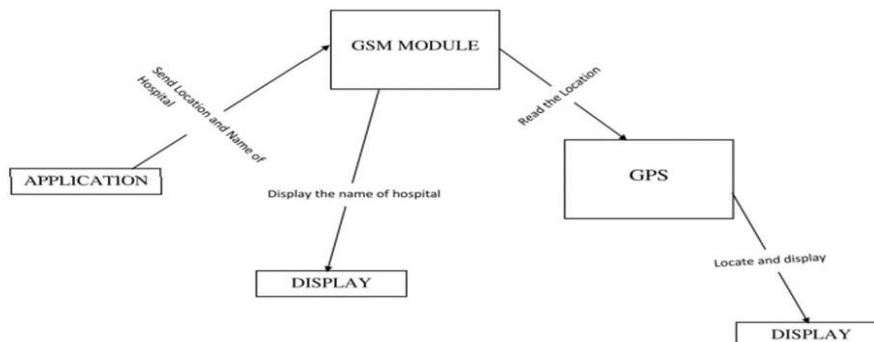 GSM MODULE
Send Location and Name of
Hospital
Read the Location
APPLICATION
GPS
Display the name of hospital
Locate and display
DISPLAY
DISPLAY